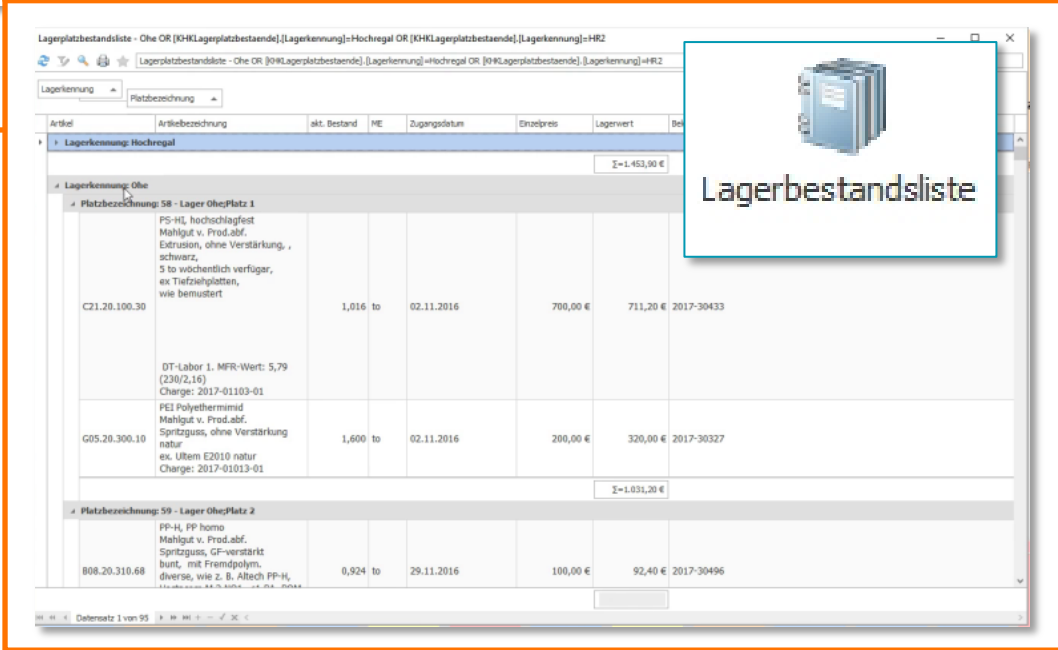 Lagerplatzbestandsliste - Ohe OR [KHKLagerplatzbestaende].[Lagerkennung]=Hochregal OR [KHKLagerplatzbestaende].[Lagerkennung]=HR2
Lagerplatzbestandsliste - Ohe OR [KHKLagerplatzbestaende].[Lagerkennung]=Hochregal OR [KHKLagerplatzbestaende].[Lagerkennung]=HR2
Lagerkennung
Platzbezeichnung
Artikel Artikelbezeichnung akt. Bestand ME Zugangsdatum Einzelpreis Lagerwert
Lagerkennung: Hochregal
Σ=1.453,90 €
Lagerbestandsliste
Lagerkennung: Ohe
Platzbezeichnung: 58 - Lager Ohe;Platz 1
PS-HI, hochschlagfest
Mahlgut v. Prod.abf.
Extrusion, ohne Verstärkung, ,
schwarz,
5 to wöchentlich verfügar,
ex Tiefziehplatten,
wie bemustert
C21.20.100.30 1,016 to 02.11.2016 700,00 € 711,20 € 2017-30433
DT-Labor 1. MFR-Wert: 5,79
(230/2,16)
Charge: 2017-01103-01
PEI Polyethermimid
Mahlgut v. Prod.abf.
Spritzguss, ohne Verstärkung
natur
G05.20.300.10 1,600 to 02.11.2016 200,00 € 320,00 € 2017-30327
ex. Ultem E2010 natur
Charge: 2017-01013-01
Σ=1.031,20 €
Platzbezeichnung: 59 - Lager Ohe;Platz 2
PP-H, PP homo
Mahlgut v. Prod.abf.
Spritzguss, GF-verstärkt
bunt, mit Fremdpolym.
B08.20.310.68 0,924 to 29.11.2016 100,00 € 92,40 € 2017-30496
diverse, wie z. B. Altech PP-H,
Datensatz 1 von 95